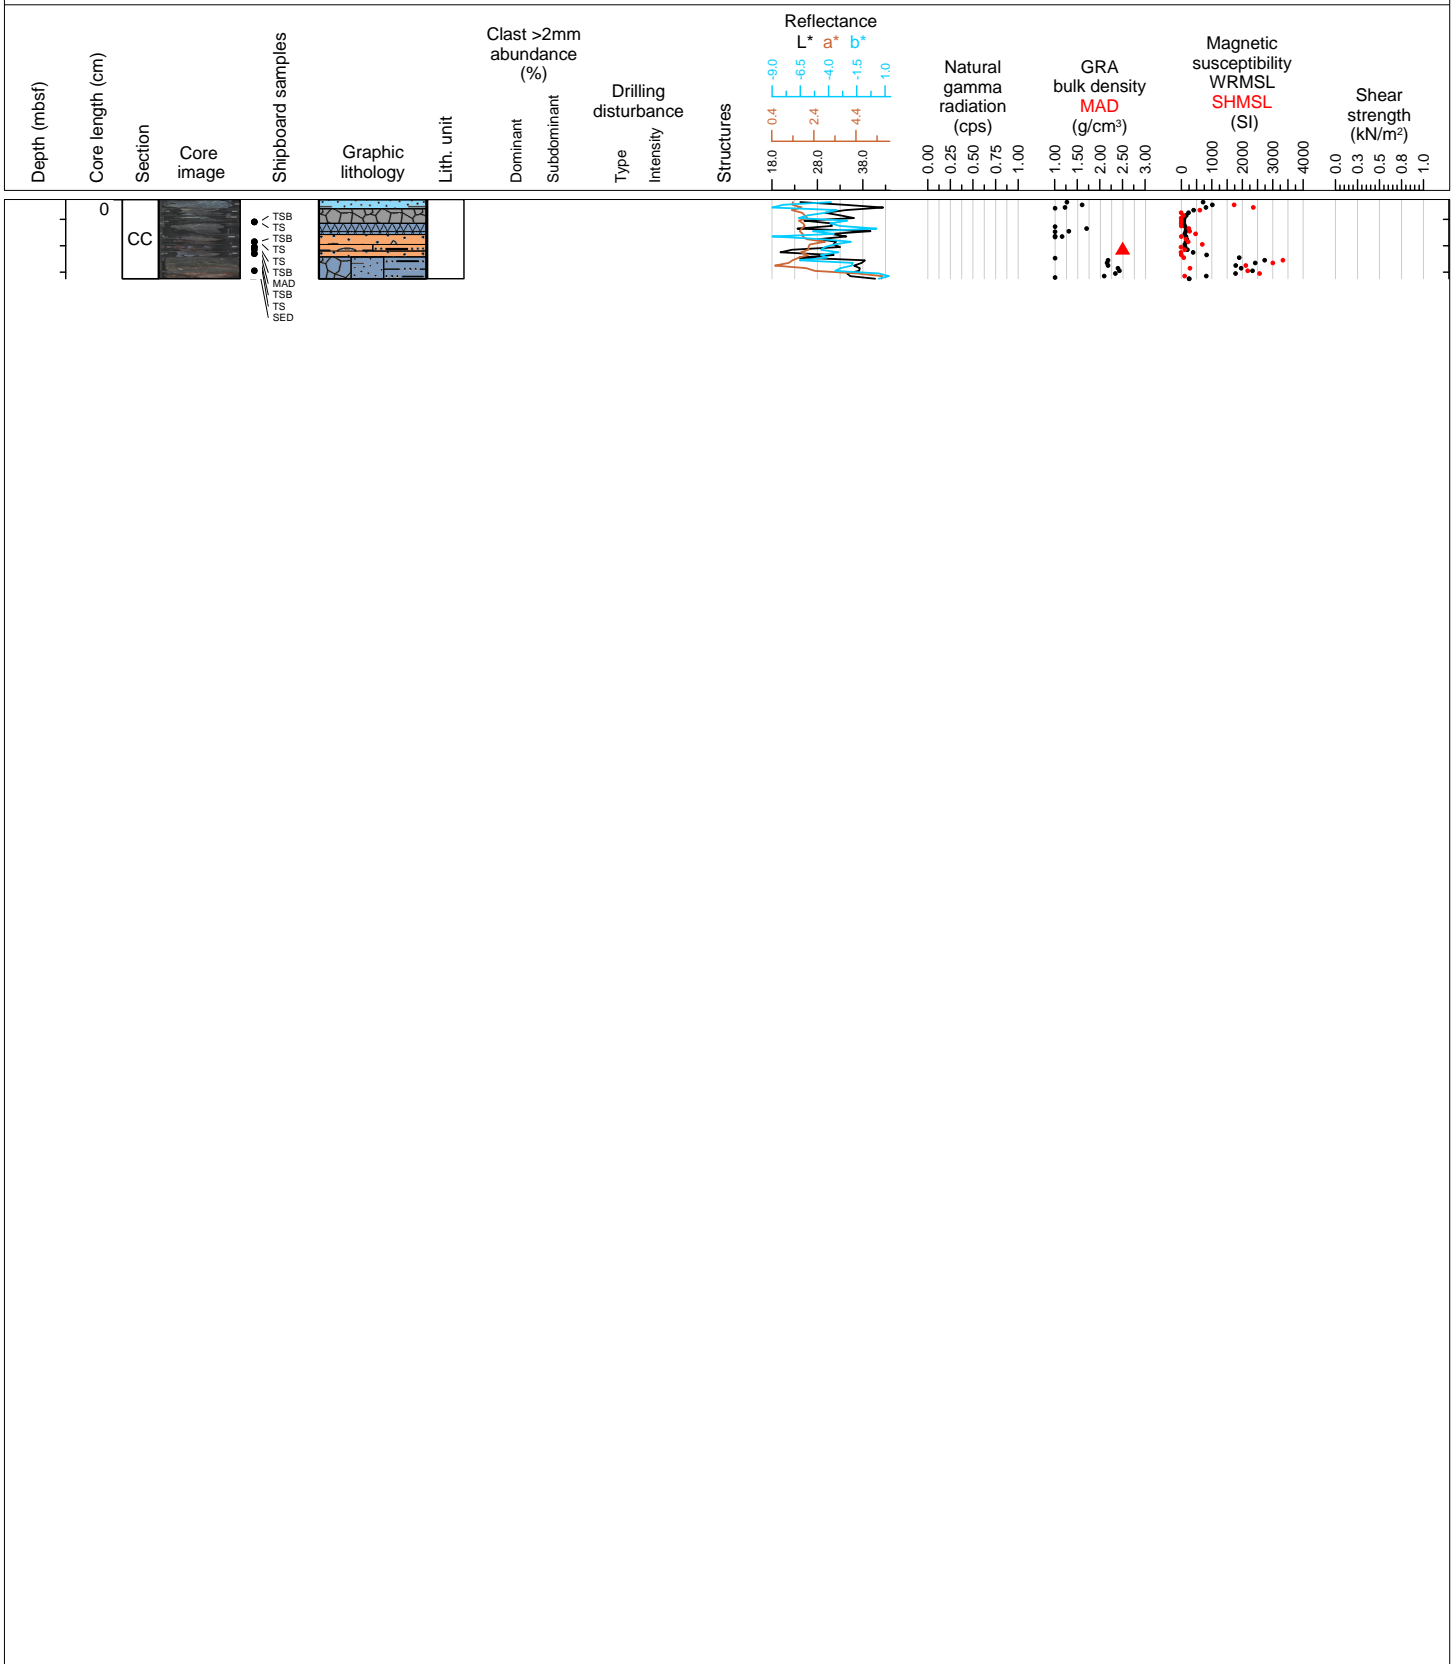 Depth (mbsf)
Core length (cm)
Section
Core
image
Shipboard samples
Graphic
lithology
Lith. unit
Clast >2mm
abundance
(%)
Dominant
Subdominant
Drilling
disturbance
Type
Intensity
Structures
Reflectance
L* a* b*
-9.0 -6.5 -4.0 -1.5 1.0
0.4 2.4 4.4
18.0 28.0 38.0
Natural
gamma
radiation
(cps)
0.00 0.25 0.50 0.75 1.00
GRA
bulk density
MAD
(g/cm³)
1.00 1.50 2.00 2.50 3.00
Magnetic
susceptibility
WRMSL
SHMSL
(SI)
0 1000 2000 3000 4000
Shear
strength
(kN/m²)
0.0 0.3 0.5 0.8 1.0
0
CC
TSB
TS
TSB
TS
TS
TSB
MAD
TSB
TS
SED